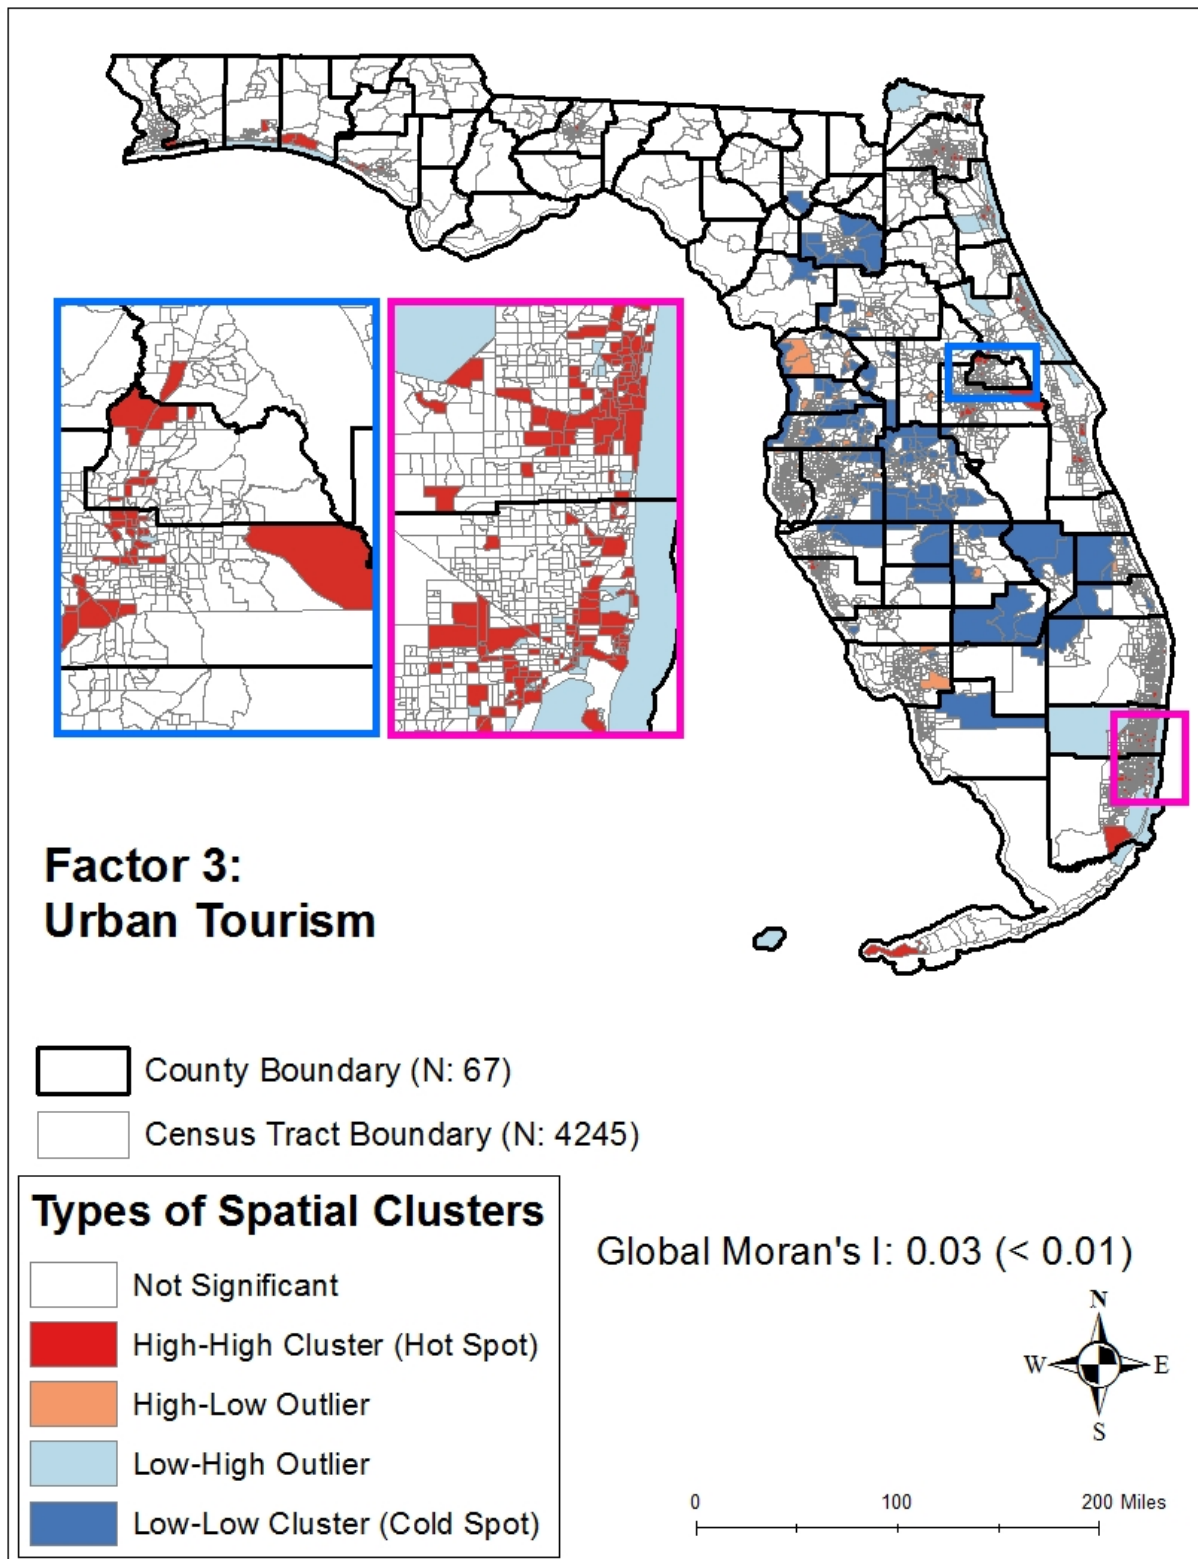 Factor 3:
Urban Tourism
County Boundary (N: 67)
Census Tract Boundary (N: 4245)
Types of Spatial Clusters
Not Significant
High-High Cluster (Hot Spot)
High-Low Outlier
Low-High Outlier
Low-Low Cluster (Cold Spot)
Global Moran's I: 0.03 (< 0.01)
N
W E
S
0 100 200 Miles